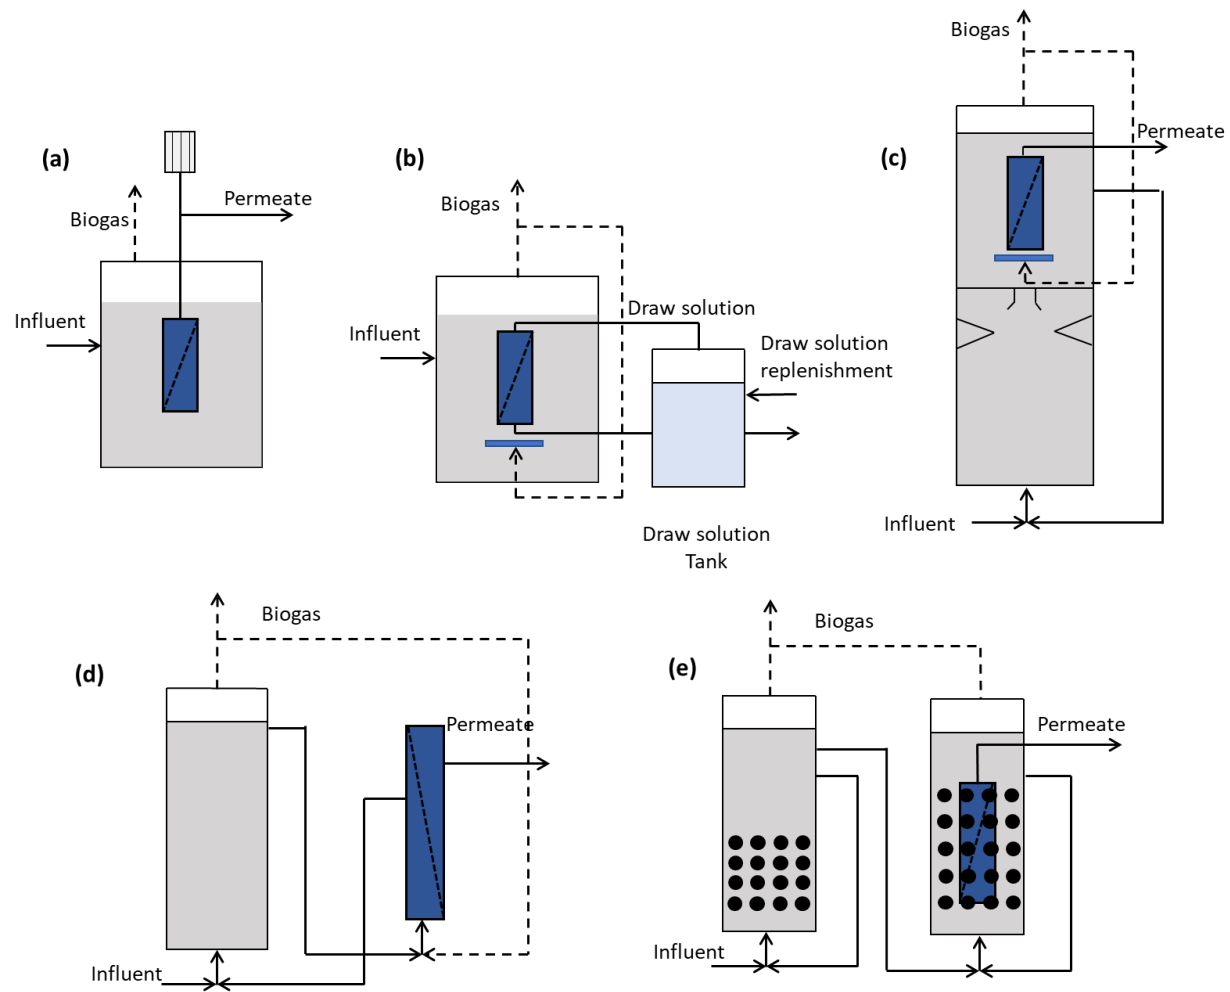 (a)
Biogas
Permeate
Influent
(b)
Biogas
Influent
Draw solution
Draw solution
replenishment
Draw solution
Tank
(c)
Biogas
Permeate
Influent
(d)
Biogas
Permeate
Influent
(e)
Biogas
Permeate
Influent